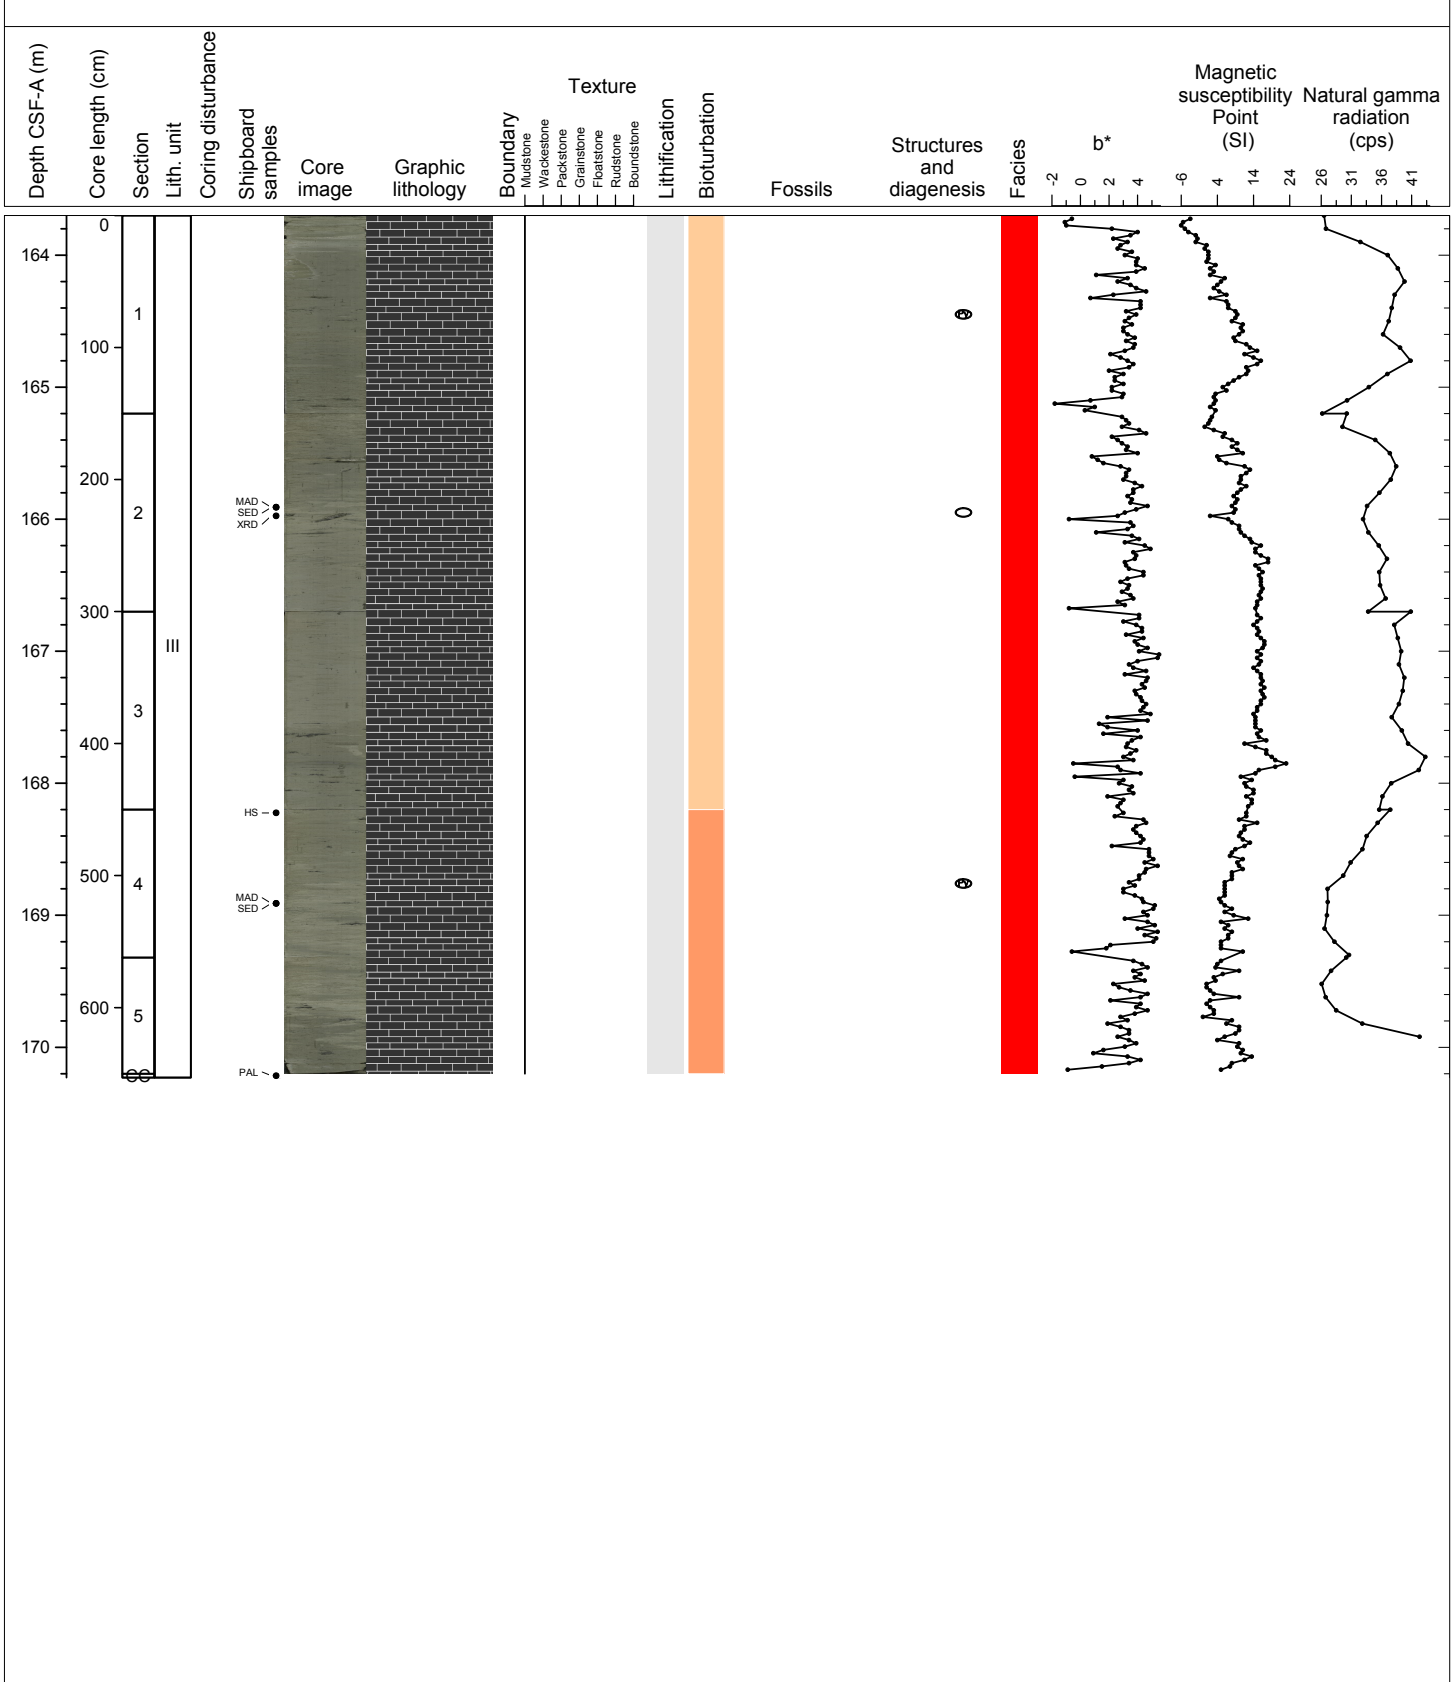 Depth CSF-A (m)
Core length (cm)
Section
Lith. unit
Coring disturbance
Shipboard
samples
Core
image
Graphic
lithology
Boundary
Texture
Mudstone
Wackestone
Packstone
Grainstone
Floatstone
Rudstone
Boundstone
Lithification
Bioturbation
Fossils
Structures
and
diagenesis
Facies
b*
-2 0 2 4
Magnetic
susceptibility
Point
(SI)
-6 4 14 24
Natural gamma
radiation
(cps)
26 31 36 41
0
164
1
100
165
200
MAD
SED
XRD
2
166
300
III
167
3
400
168
HS
500
4
MAD
SED
169
600
5
170
CC
PAL